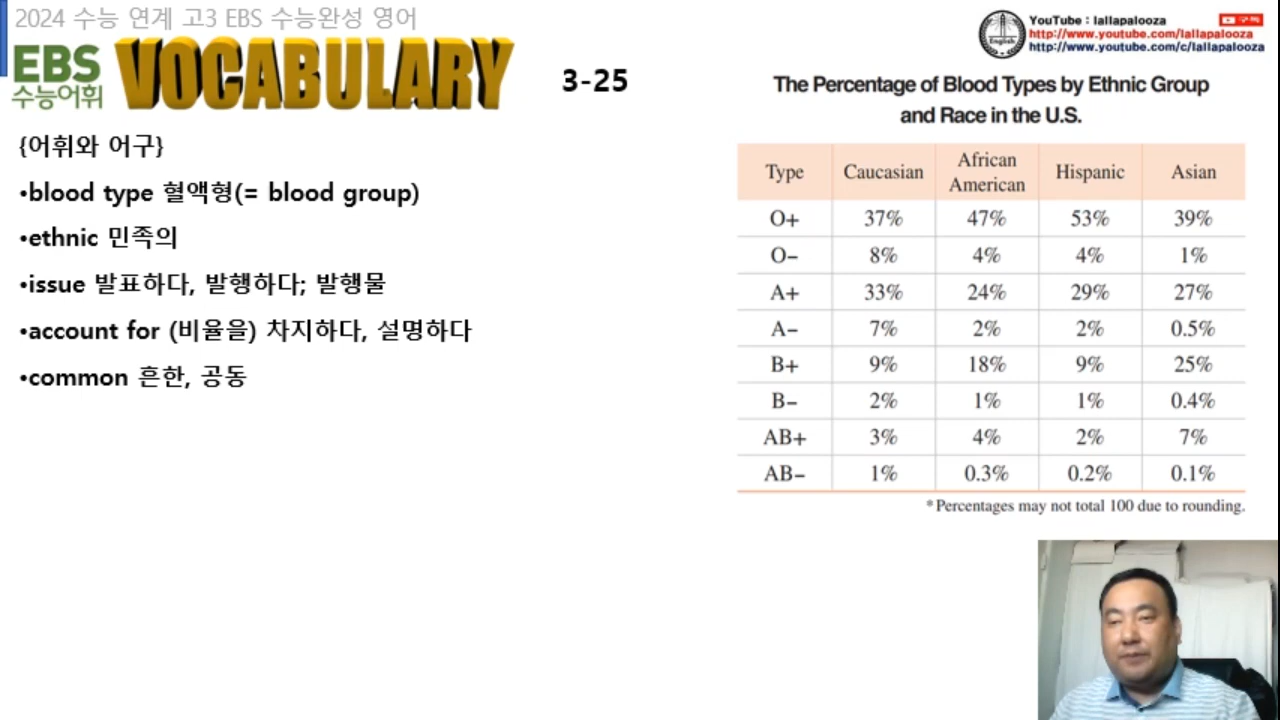 2024 수능 연계 고3 EBS 수능완성 영어
EBS
수능어휘
VOCABULARY
3-25
{어휘와 어구}
•blood type 혈액형(= blood group)
•ethnic 민족의
•issue 발표하다, 발행하다; 발행물
•account for (비율을) 차지하다, 설명하다
•common 흔한, 공동
English
YouTube : lallapalooza
구독
http://www.youtube.com/lallapalooza
http://www.youtube.com/c/lallapalooza
The Percentage of Blood Types by Ethnic Group
and Race in the U.S.
Type Caucasian African American Hispanic Asian
O+ 37% 47% 53% 39%
O− 8% 4% 4% 1%
A+ 33% 24% 29% 27%
A− 7% 2% 2% 0.5%
B+ 9% 18% 9% 25%
B− 2% 1% 1% 0.4%
AB+ 3% 4% 2% 7%
AB− 1% 0.3% 0.2% 0.1%
* Percentages may not total 100 due to rounding.